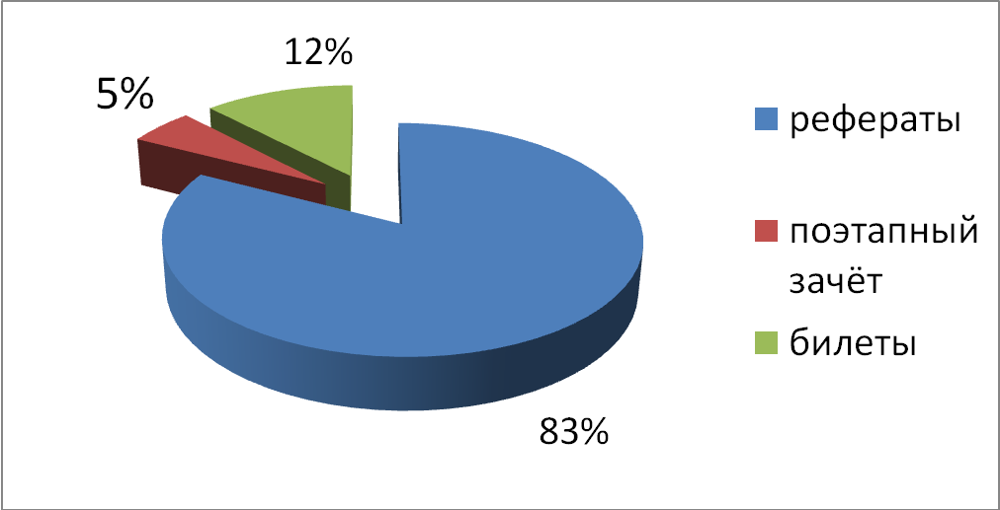 12%
5%
83%
рефераты
поэтапный
зачёт
билеты